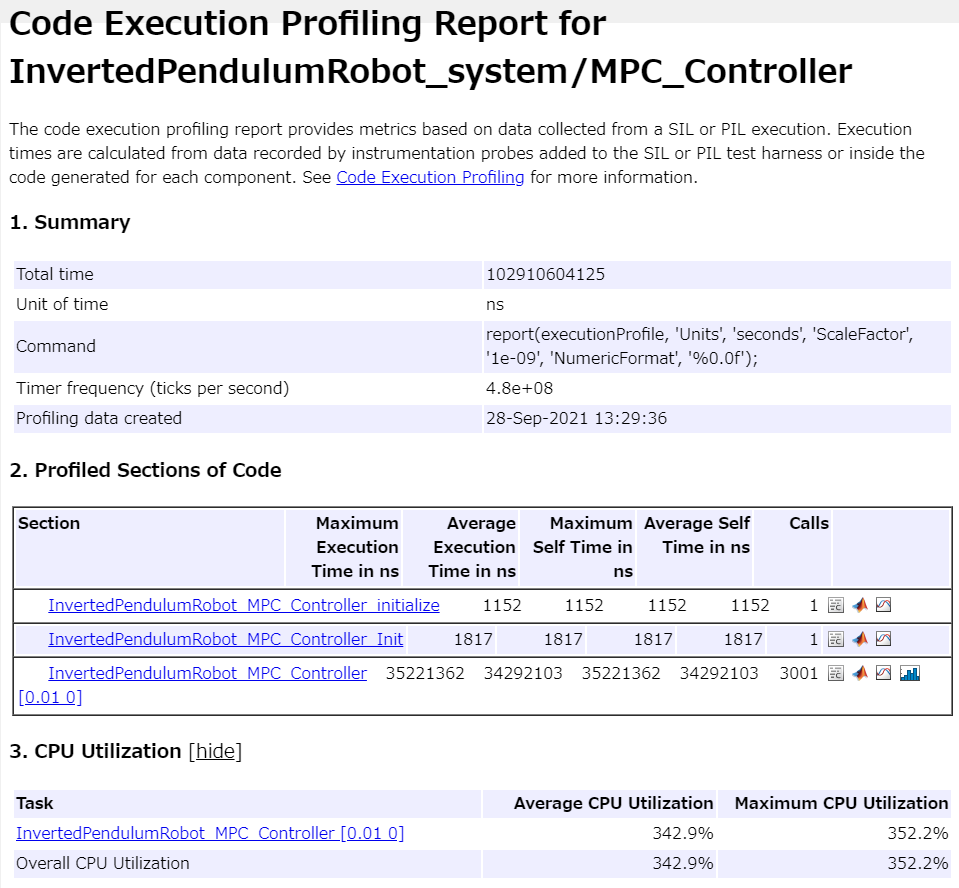 Code Execution Profiling Report for
InvertedPendulumRobot_system/MPC_Controller
The code execution profiling report provides metrics based on data collected from a SIL or PIL execution. Execution
times are calculated from data recorded by instrumentation probes added to the SIL or PIL test harness or inside the
code generated for each component. See Code Execution Profiling for more information.
1. Summary
Total time 102910604125
Unit of time ns
Command report(executionProfile, 'Units', 'seconds', 'ScaleFactor',
'1e-09', 'NumericFormat', '%0.0f');
Timer frequency (ticks per second) 4.8e+08
Profiling data created 28-Sep-2021 13:29:36
2. Profiled Sections of Code
Section Maximum Average Maximum Average Self Calls
Execution Execution Self Time in Time in ns
Time in ns Time in ns ns
InvertedPendulumRobot_MPC_Controller_initialize 1152 1152 1152 1152 1
InvertedPendulumRobot_MPC_Controller_Init 1817 1817 1817 1817 1
InvertedPendulumRobot_MPC_Controller 35221362 34292103 35221362 34292103 3001
[0.01 0]
3. CPU Utilization [hide]
Task Average CPU Utilization Maximum CPU Utilization
InvertedPendulumRobot_MPC_Controller [0.01 0] 342.9% 352.2%
Overall CPU Utilization 342.9% 352.2%